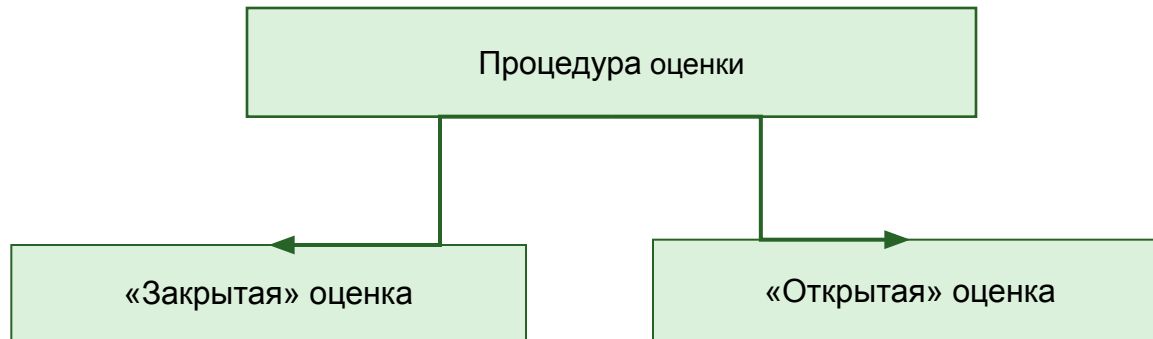 Процедура оценки
«Закрытая» оценка
«Открытая» оценка